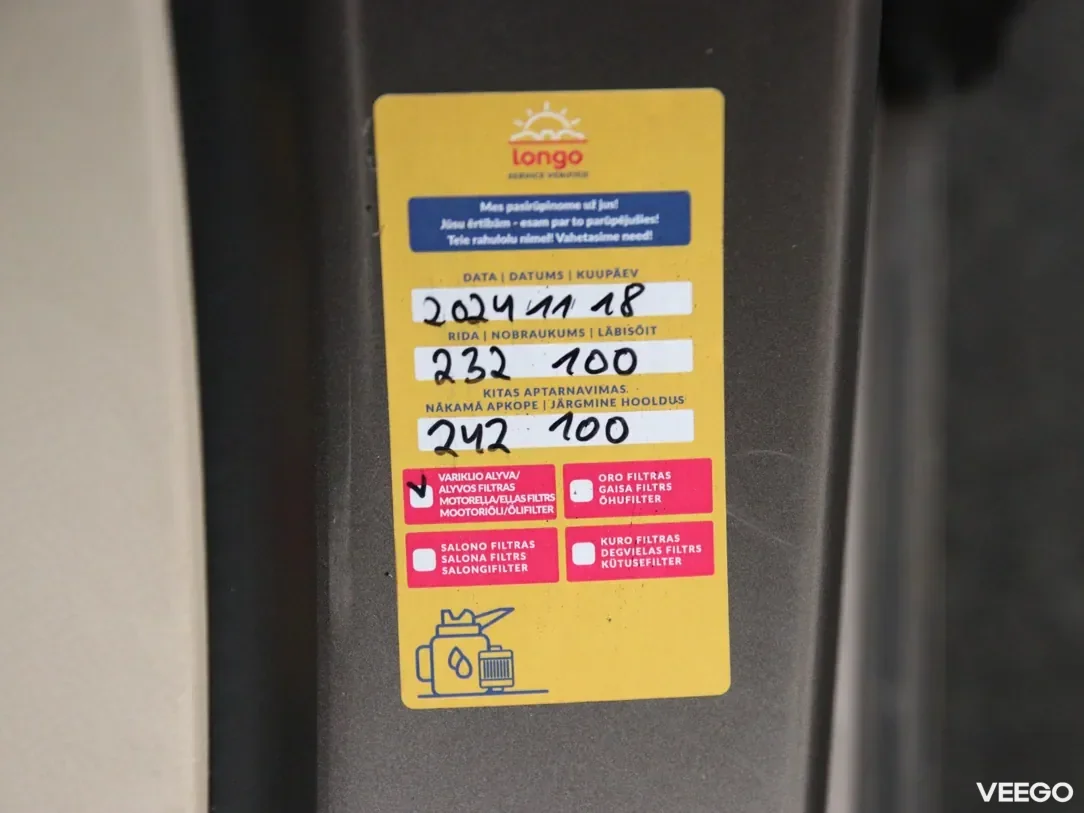 longo
SERVICE VERIFIED
Mes pasirūpinome už jus!
Jūsu ērtībām - esam par to parūpējušies!
Teie rahulolu nimel! Vahetasime need!
DATA | DATUMS | KUUPÄEV
2024 11 18
RIDA | NOBRAUKUMS | LÄBISÕIT
232 100
KITAS APTARNAVIMAS
NĀKAMĀ APKOPE | JÄRGMINE HOOLDUS
242 100
VARIKLIO ALYVA/
ALYVOS FILTRAS
MOTOREĻĻA/EĻĻAS FILTRS
MOOTORIÕLI/ÕLIFILTER
ORO FILTRAS
GAISA FILTRS
ÕHUFILTER
SALONO FILTRAS
SALONA FILTRS
SALONGIFILTER
KURO FILTRAS
DEGVIELAS FILTRS
KÜTUSEFILTER
VEEGO